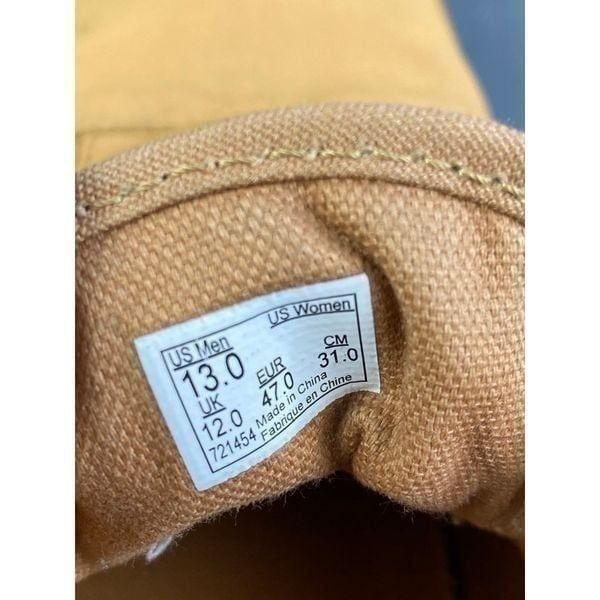 US Men US Women
13.0
UK EUR CM
12.0 47.0 31.0
721454 Made in China
Fabrique en Chine